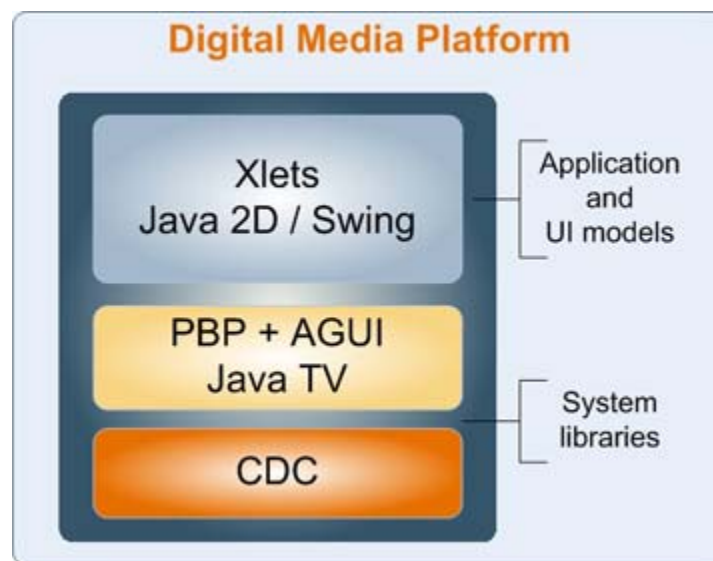 Digital Media Platform
Xlets
Java 2D / Swing
Application
and
UI models
PBP + AGUI
Java TV
System
libraries
CDC